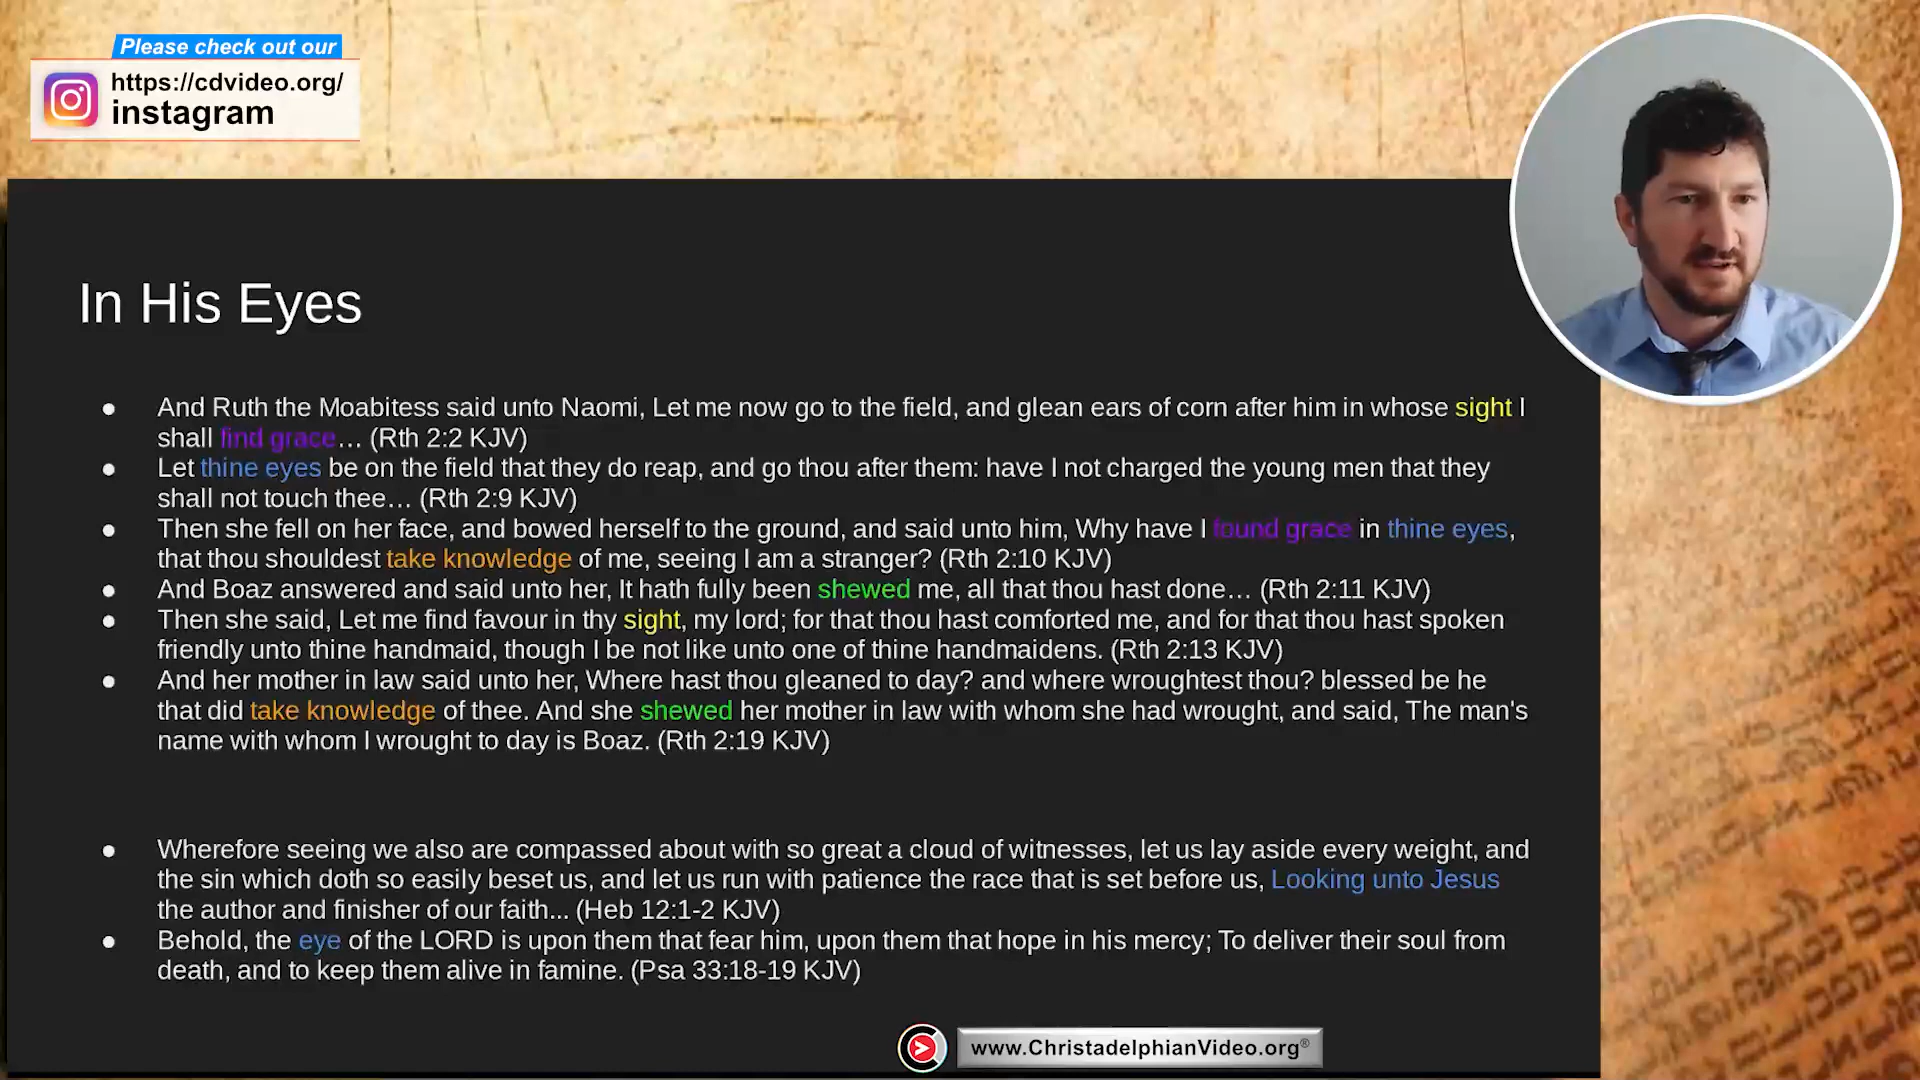 Please check out our
https://cdvideo.org/
instagram
In His Eyes
● And Ruth the Moabitess said unto Naomi, Let me now go to the field, and glean ears of corn after him in whose sight I
shall find grace… (Rth 2:2 KJV)
● Let thine eyes be on the field that they do reap, and go thou after them: have I not charged the young men that they
shall not touch thee… (Rth 2:9 KJV)
● Then she fell on her face, and bowed herself to the ground, and said unto him, Why have I found grace in thine eyes,
that thou shouldest take knowledge of me, seeing I am a stranger? (Rth 2:10 KJV)
● And Boaz answered and said unto her, It hath fully been shewed me, all that thou hast done… (Rth 2:11 KJV)
● Then she said, Let me find favour in thy sight, my lord; for that thou hast comforted me, and for that thou hast spoken
friendly unto thine handmaid, though I be not like unto one of thine handmaidens. (Rth 2:13 KJV)
● And her mother in law said unto her, Where hast thou gleaned to day? and where wroughtest thou? blessed be he
that did take knowledge of thee. And she shewed her mother in law with whom she had wrought, and said, The man's
name with whom I wrought to day is Boaz. (Rth 2:19 KJV)
● Wherefore seeing we also are compassed about with so great a cloud of witnesses, let us lay aside every weight, and
the sin which doth so easily beset us, and let us run with patience the race that is set before us, Looking unto Jesus
the author and finisher of our faith... (Heb 12:1-2 KJV)
● Behold, the eye of the LORD is upon them that fear him, upon them that hope in his mercy; To deliver their soul from
death, and to keep them alive in famine. (Psa 33:18-19 KJV)
www.ChristadelphianVideo.org®